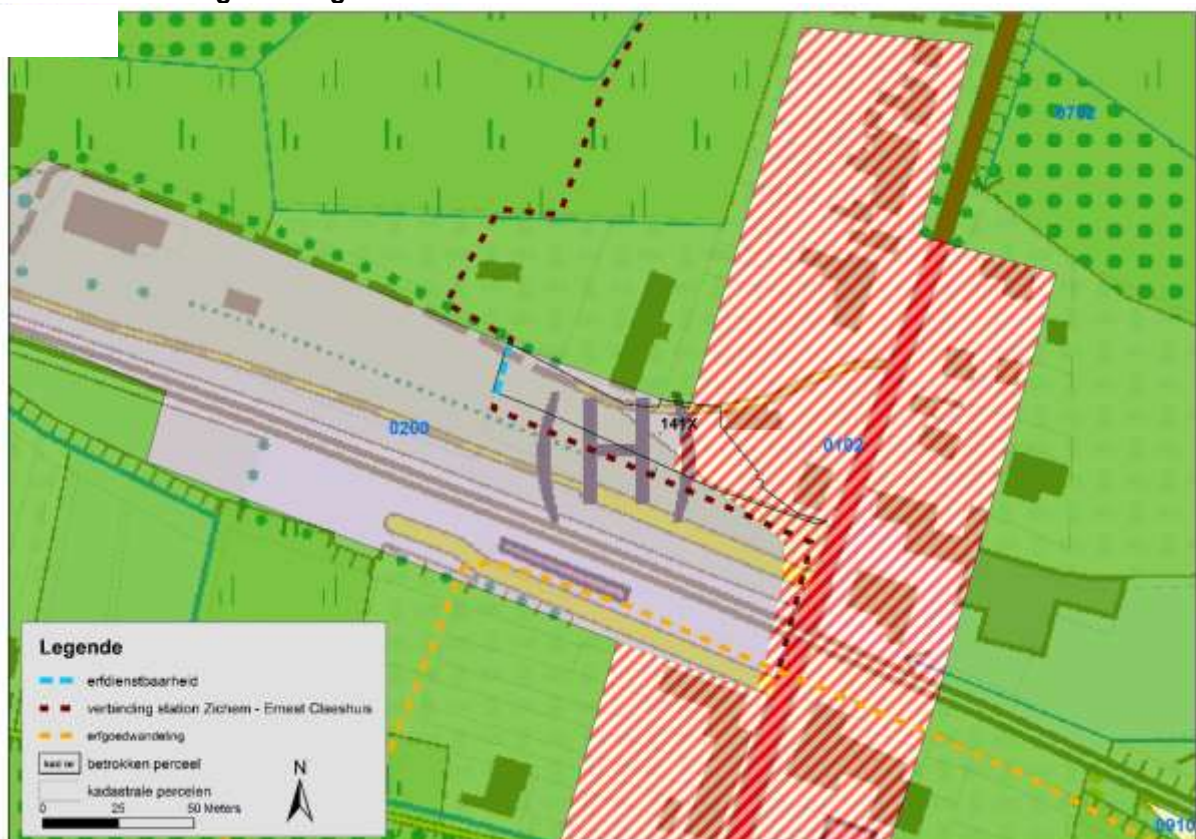 0702
141X
0200
0102
Legende
erfdienstbaarheid
verbinding station Zichem - Ernest Claeshuis
erfgoedwandeling
betrokken perceel
kadastrale percelen
N
0 25 50 Meters
0910